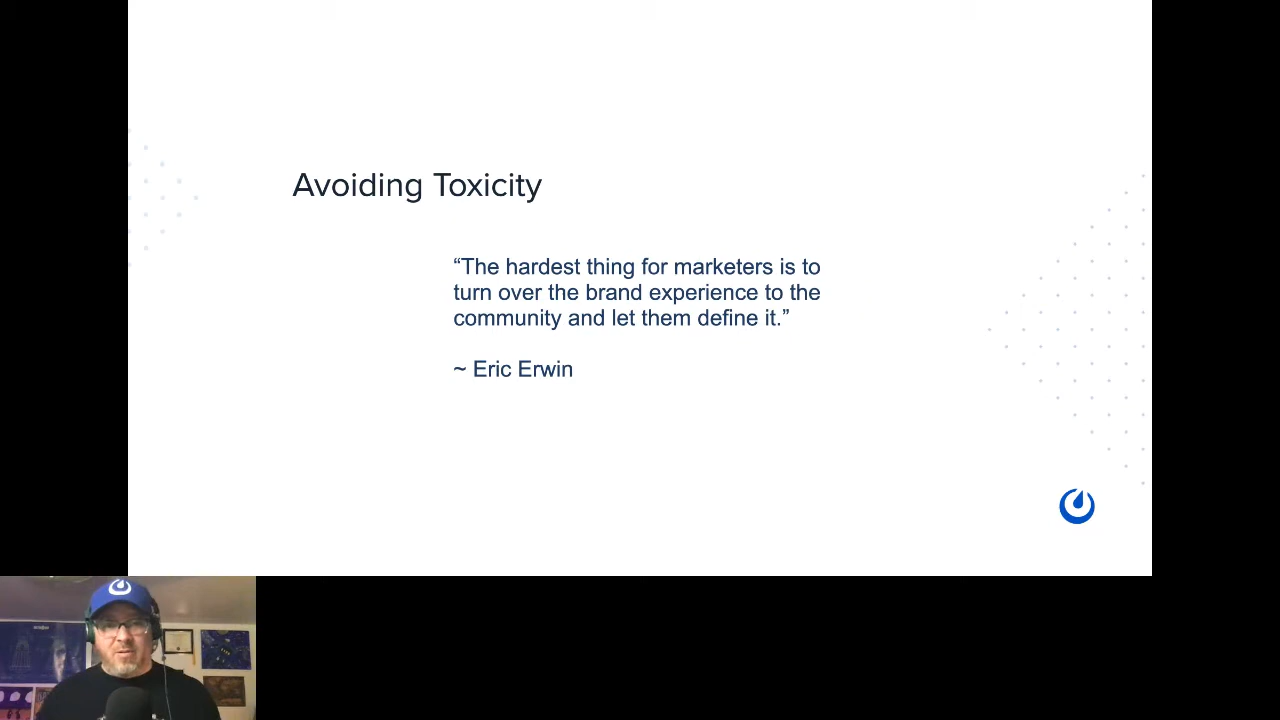 Avoiding Toxicity
“The hardest thing for marketers is to
turn over the brand experience to the
community and let them define it.”
~ Eric Erwin